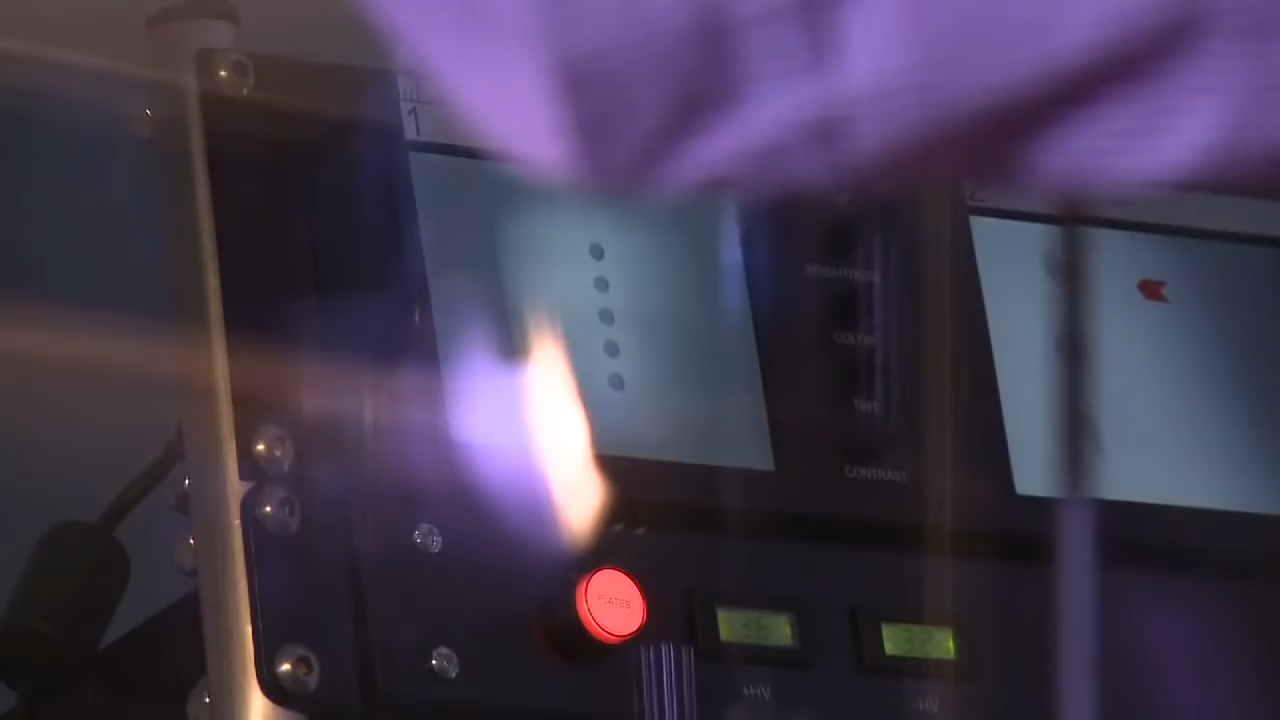 1
BRIGHTNESS
COLOR
TINT
CONTRAST
PLATES
+HV
-HV